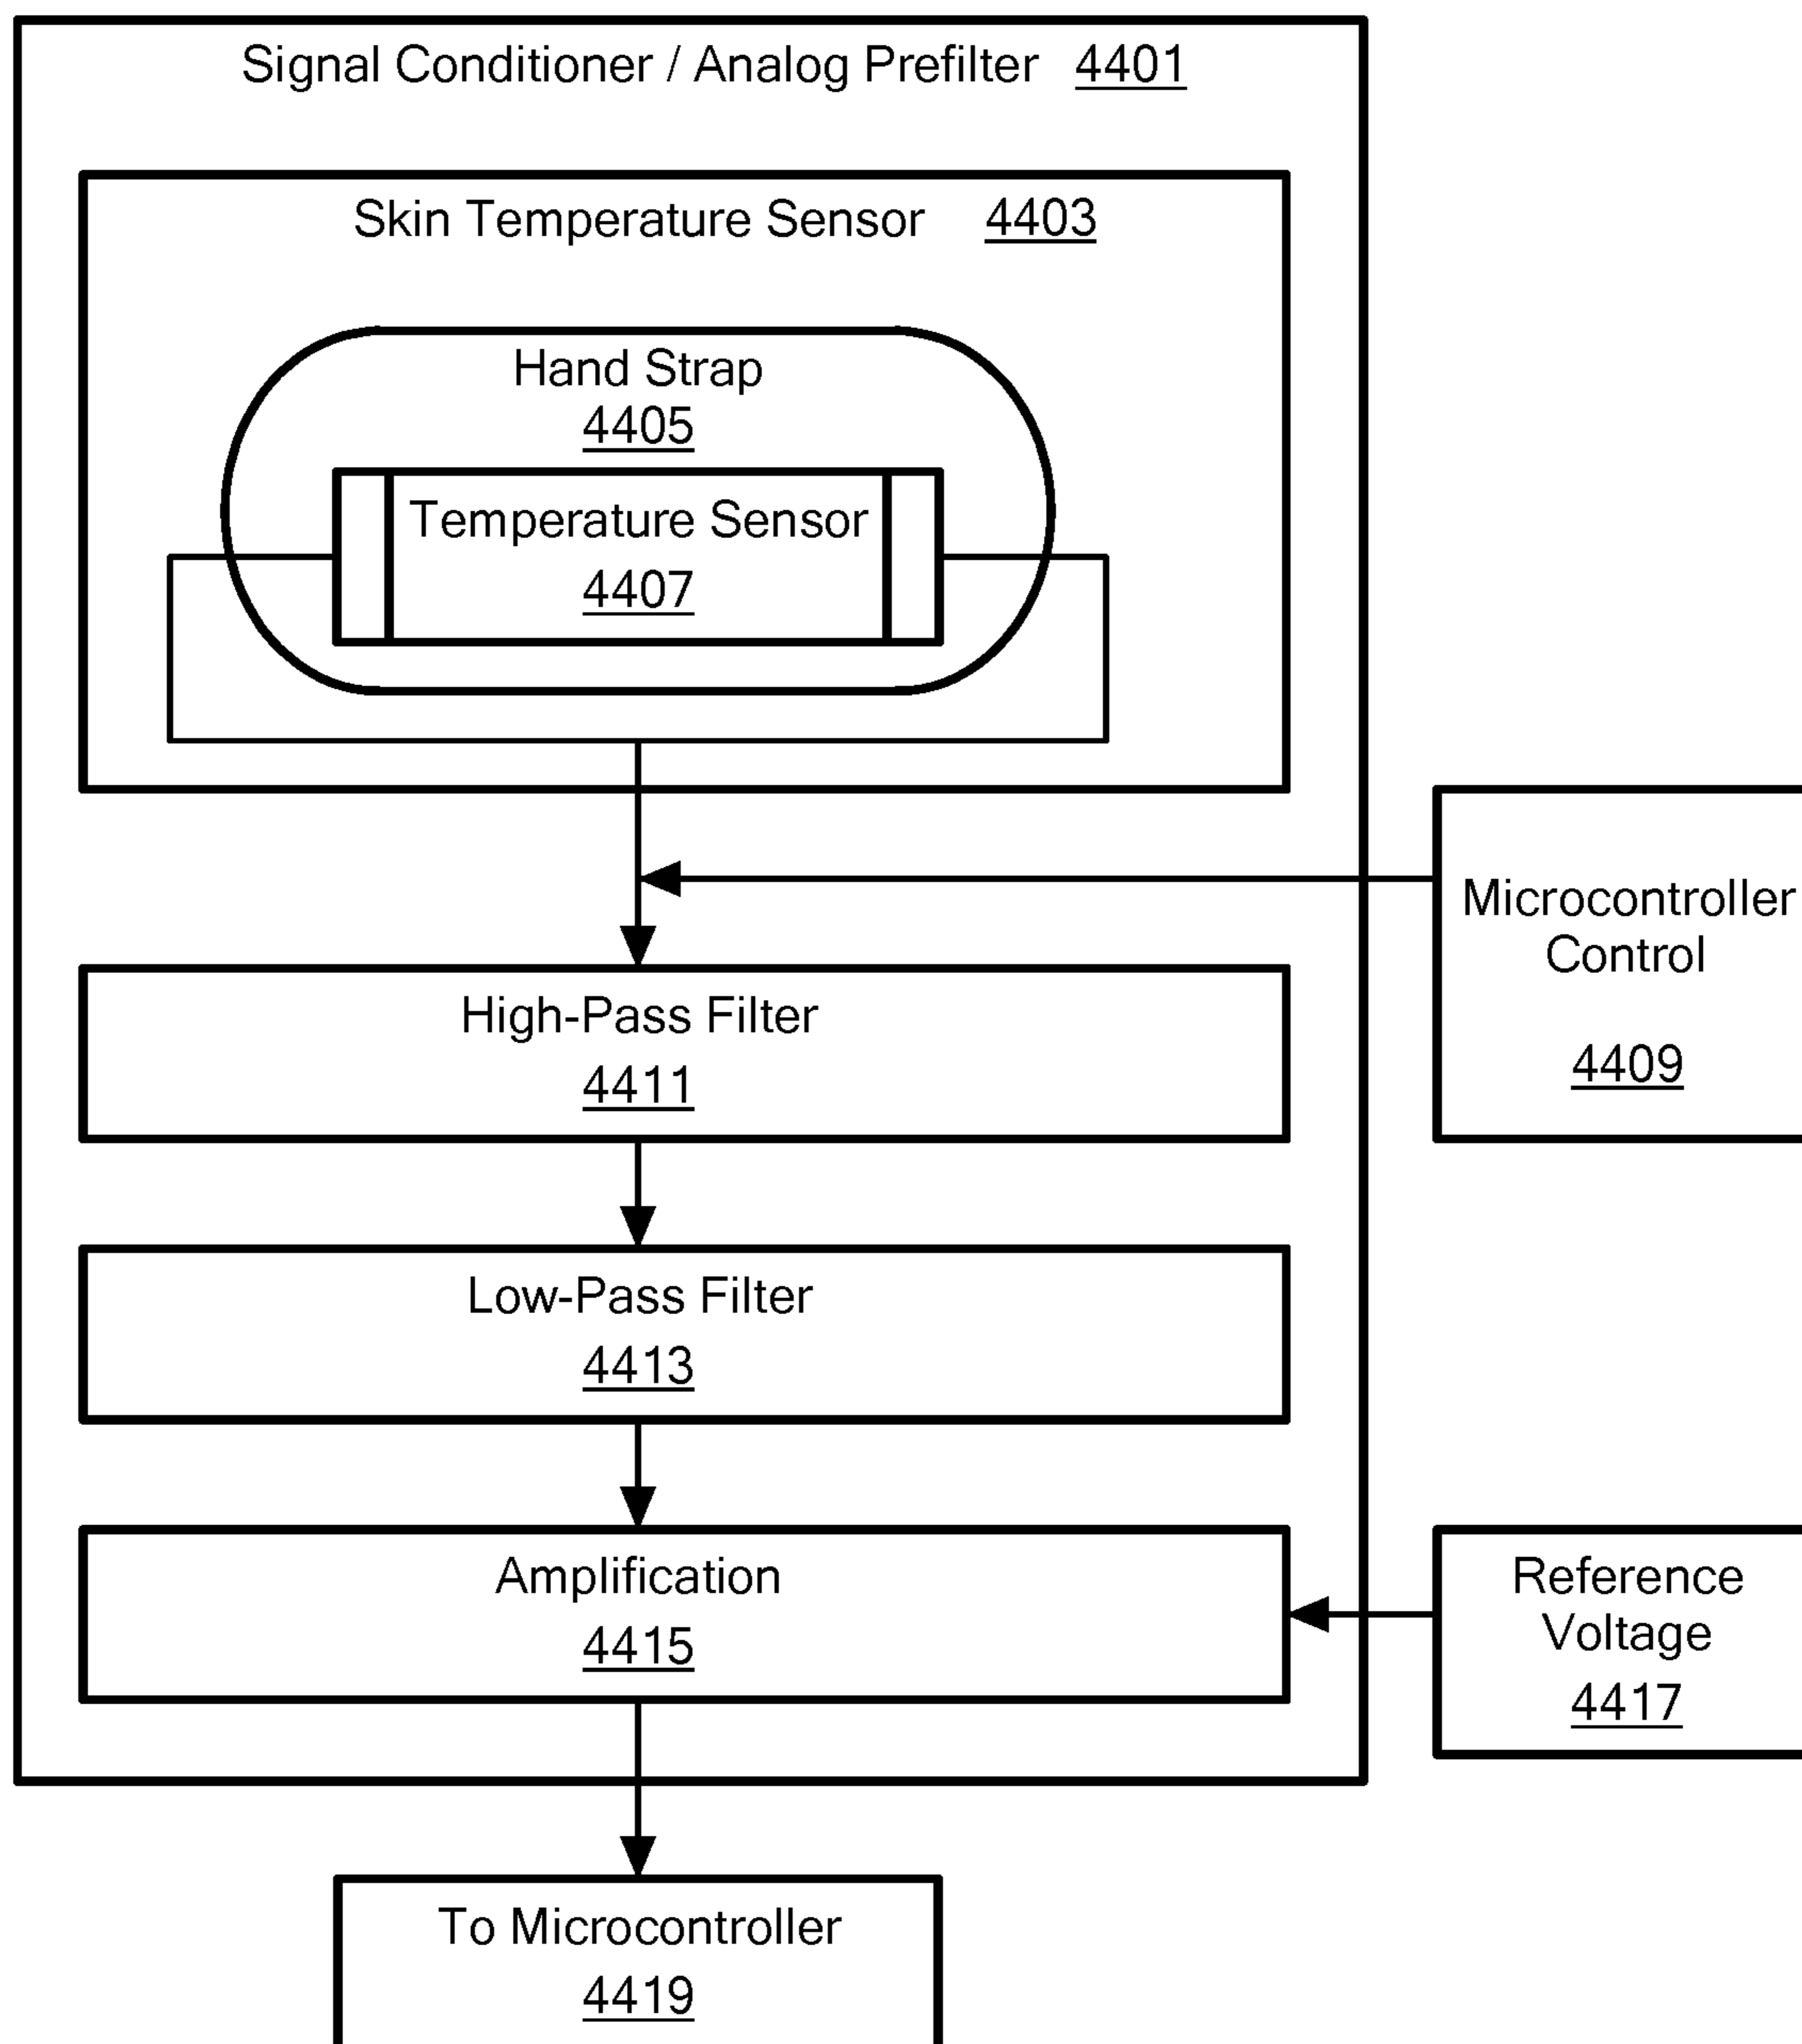 Signal Conditioner / Analog Prefilter 4401
Skin Temperature Sensor 4403
Hand Strap
4405
Temperature Sensor
4407
Microcontroller
Control
4409
High-Pass Filter
4411
Low-Pass Filter
4413
Amplification
4415
Reference
Voltage
4417
To Microcontroller
4419